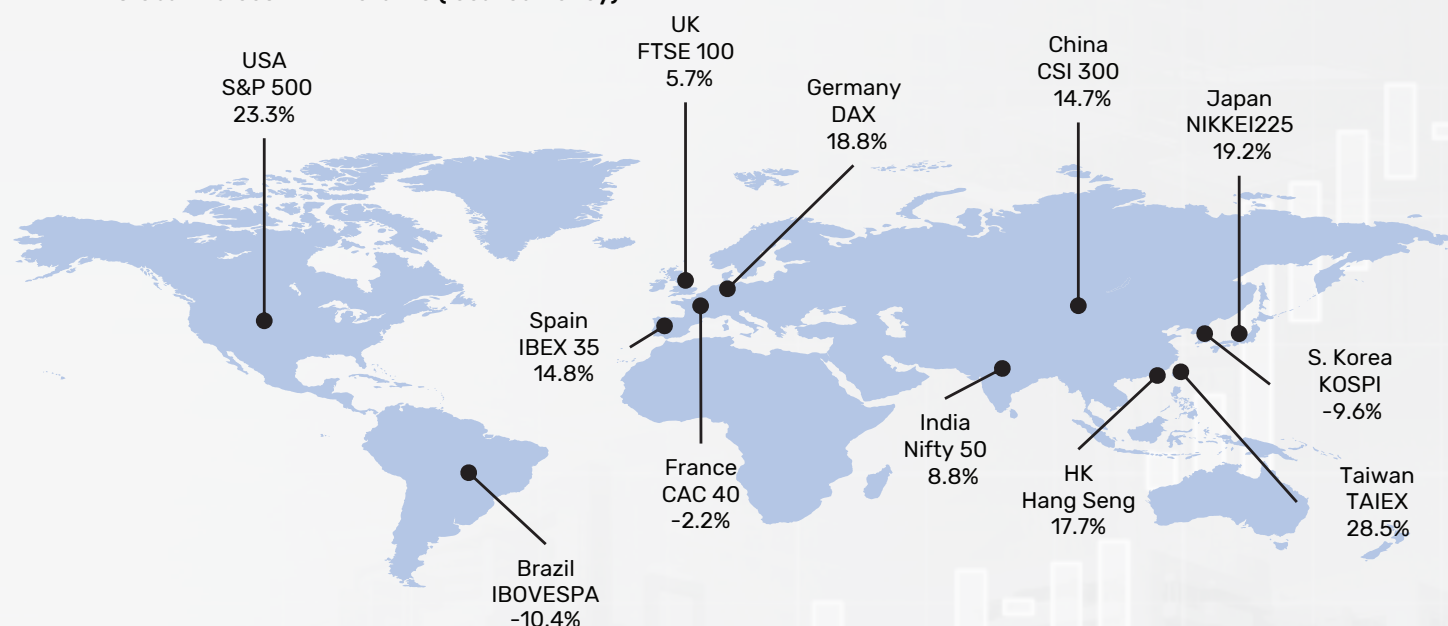 UK
FTSE 100
5.7%
USA
S&P 500
23.3%
Germany
DAX
18.8%
China
CSI 300
14.7%
Japan
NIKKEI225
19.2%
Spain
IBEX 35
14.8%
S. Korea
KOSPI
-9.6%
India
Nifty 50
8.8%
France
CAC 40
-2.2%
HK
Hang Seng
17.7%
Taiwan
TAIEX
28.5%
Brazil
IBOVESPA
-10.4%